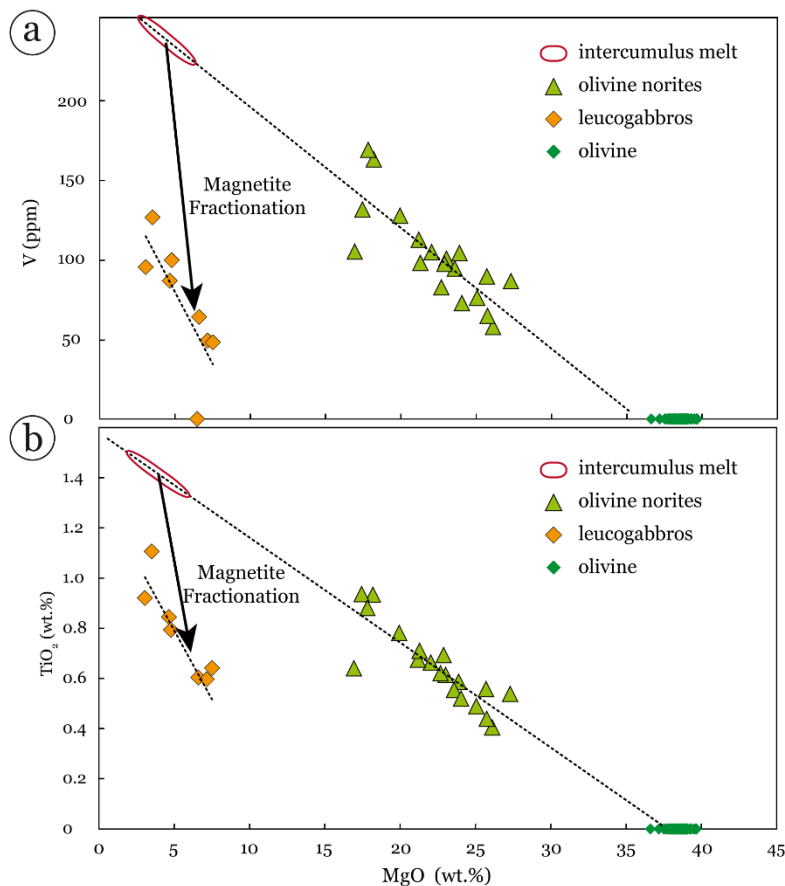 a
intercumulus melt
olivine norites
leucogabbros
olivine
Magnetite
Fractionation
V (ppm)
200
150
100
50
0
b
intercumulus melt
olivine norites
leucogabbros
olivine
Magnetite
Fractionation
TiO₂ (wt.%)
1.4
1.2
1.0
0.8
0.6
0.4
0.2
0
0 5 10 15 20 25 30 35 40 45
MgO (wt.%)